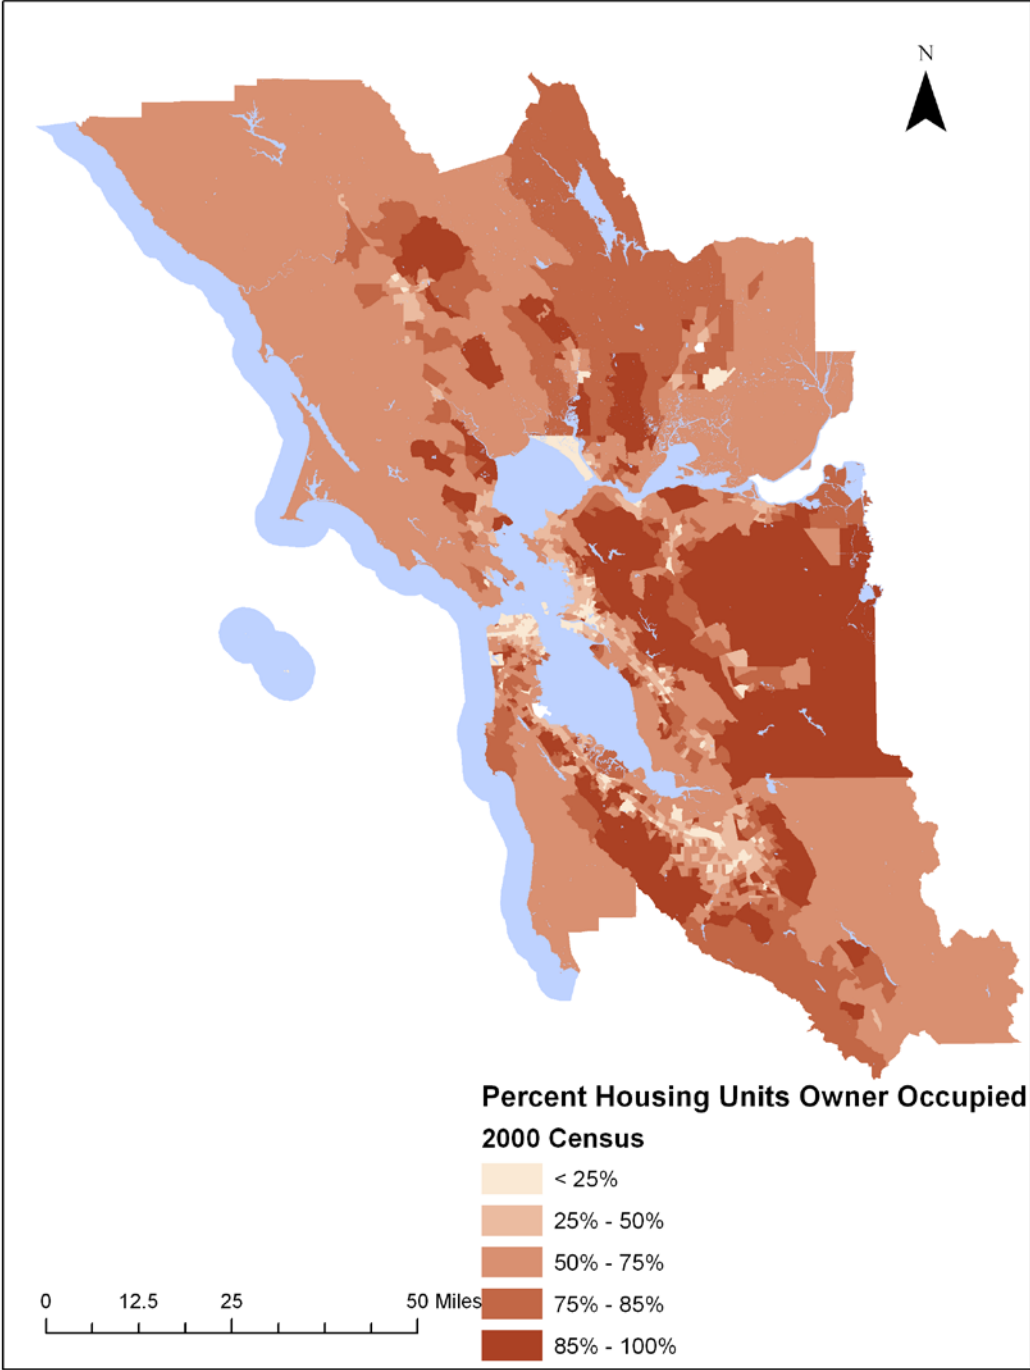 N
Percent Housing Units Owner Occupied
2000 Census
< 25%
25% - 50%
50% - 75%
75% - 85%
85% - 100%
0 12.5 25 50 Miles